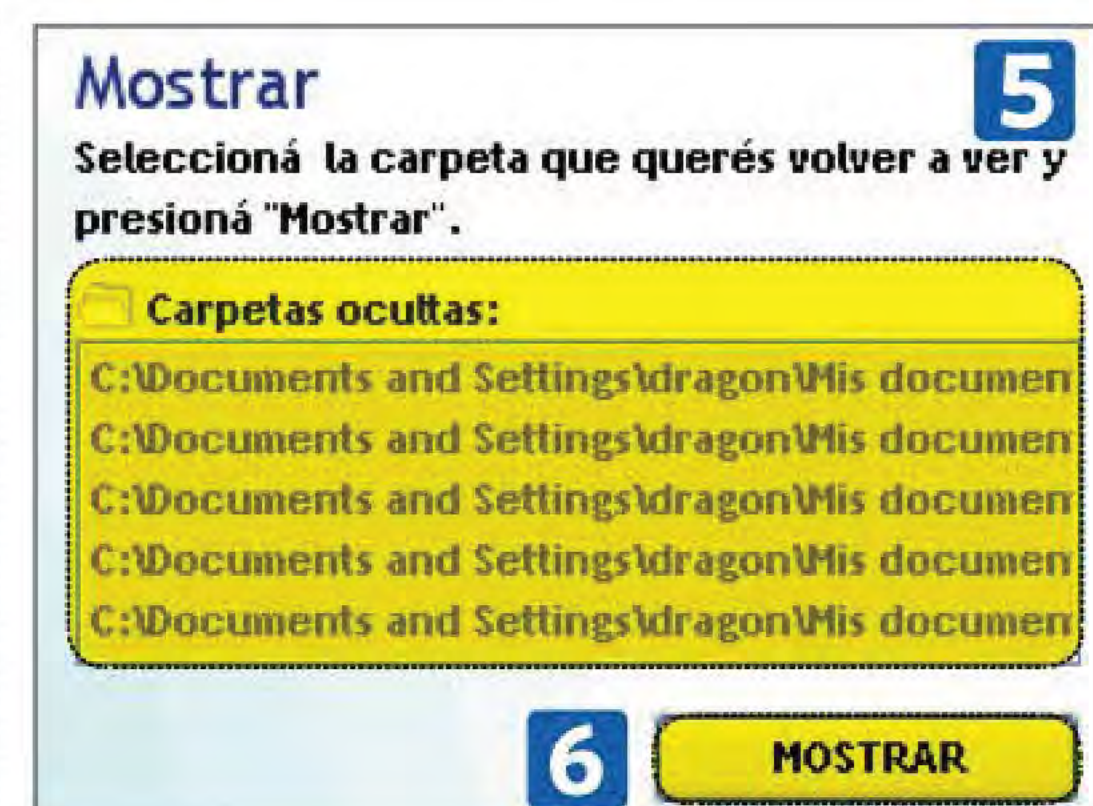 Mostrar
5
Seleccioná la carpeta que querés volver a ver y
presioná "Mostrar".
Carpetas ocultas:
C:\Documents and Settings\dragon\Mis documen
C:\Documents and Settings\dragon\Mis documen
C:\Documents and Settings\dragon\Mis documen
C:\Documents and Settings\dragon\Mis documen
C:\Documents and Settings\dragon\Mis documen
6
MOSTRAR